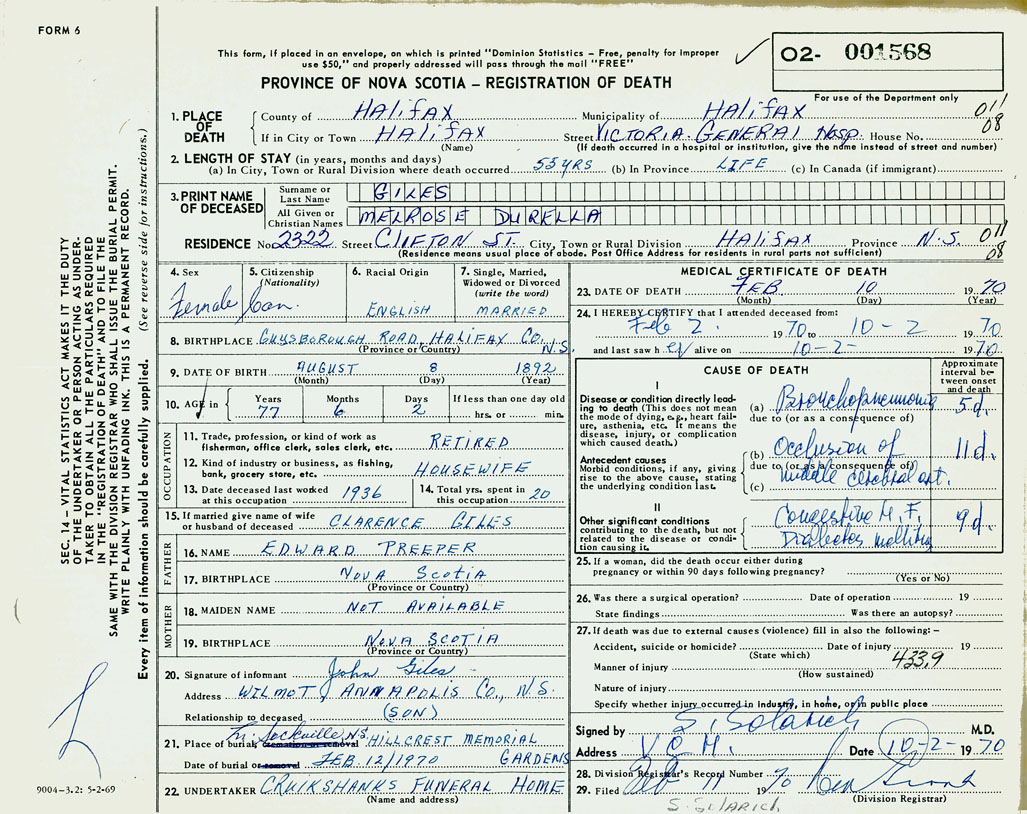 FORM 6
This form, if placed in an envelope, on which is printed "Dominion Statistics – Free, penalty for improper
use $50," and properly addressed will pass through the mail "FREE"
O2- 001568
PROVINCE OF NOVA SCOTIA – REGISTRATION OF DEATH
For use of the Department only
1. PLACE OF DEATH
County of Halifax Municipality of Halifax 011
If in City or Town Halifax Street Victoria General Hosp. House No. 08
(Name) (If death occurred in a hospital or institution, give the name instead of street and number)
2. LENGTH OF STAY (in years, months and days)
(a) In City, Town or Rural Division where death occurred 55 YRS (b) In Province LIFE (c) In Canada (if immigrant)
3. PRINT NAME OF DECEASED
Surname or Last Name GILES
All Given or Christian Names MELROSE DURELLA
RESIDENCE No. 2322 Street CLIFTON ST. City, Town or Rural Division HALIFAX Province N.S. 011
(Residence means usual place of abode. Post Office Address for residents in rural parts not sufficient) 08
4. Sex Female
5. Citizenship (Nationality) Can.
6. Racial Origin ENGLISH
7. Single, Married, Widowed or Divorced (write the word) MARRIED
8. BIRTHPLACE GUYSBOROUGH ROAD, HALIFAX CO. N.S.
(Province or Country)
9. DATE OF BIRTH AUGUST 8 1892
(Month) (Day) (Year)
10. AGE in Years 77 Months 6 Days 2 If less than one day old
hrs. or min.
OCCUPATION
11. Trade, profession, or kind of work as fisherman, office clerk, sales clerk, etc. RETIRED
12. Kind of industry or business, as fishing, bank, grocery store, etc. HOUSEWIFE
13. Date deceased last worked at this occupation 1936
14. Total yrs. spent in this occupation 20
15. If married give name of wife or husband of deceased CLARENCE GILES
FATHER
16. NAME EDWARD PREEPER
17. BIRTHPLACE NOVA SCOTIA
(Province or Country)
MOTHER
18. MAIDEN NAME NOT AVAILABLE
19. BIRTHPLACE NOVA SCOTIA
(Province or Country)
20. Signature of informant John Giles
Address WILMOT, ANNAPOLIS CO., N.S.
Relationship to deceased (SON)
21. Place of burial, cremation or removal Sackville N.S. HILLCREST MEMORIAL
Date of burial or removal FEB. 12/1970 GARDENS
22. UNDERTAKER CRUIKSHANKS FUNERAL HOME
(Name and address)
MEDICAL CERTIFICATE OF DEATH
23. DATE OF DEATH FEB. 10 1970
(Month) (Day) (Year)
24. I HEREBY CERTIFY that I attended deceased from:
Feb 2. 1970 to 10-2 1970
and last saw h er alive on 10-2- 1970
CAUSE OF DEATH
Approximate interval between onset and death
I
Disease or condition directly leading to death (This does not mean the mode of dying, e.g., heart failure, asthenia, etc. It means the disease, injury, or complication which caused death.)
(a) Bronchopneumonia 5 d.
due to (or as a consequence of)
Antecedent causes
Morbid conditions, if any, giving rise to the above cause, stating the underlying condition last.
(b) Occlusion of 11 d.
due to (or as a consequence of)
middle cerebral art.
(c)
II
Other significant conditions contributing to the death, but not related to the disease or condition causing it.
Congestive H.F. 9 d.
Diabetes mellitus
25. If a woman, did the death occur either during pregnancy or within 90 days following pregnancy?
(Yes or No)
26. Was there a surgical operation? Date of operation 19
State findings Was there an autopsy?
27. If death was due to external causes (violence) fill in also the following: –
Accident, suicide or homicide? Date of injury 19
(State which) 433.9
Manner of injury
(How sustained)
Nature of injury
Specify whether injury occurred in industry, in home, or in public place
Signed by S. Solarich M.D.
Address V.G.H. Date 10-2-1970
28. Division Registrar's Record Number
29. Filed Feb 11 1970
(Division Registrar)
S. Solarich
SEC. 14 – VITAL STATISTICS ACT MAKES IT THE DUTY
OF THE UNDERTAKER OR PERSON ACTING AS UNDER-
TAKER TO OBTAIN ALL THE PARTICULARS REQUIRED
IN THE "REGISTRATION OF DEATH" AND TO FILE THE
SAME WITH THE DIVISION REGISTRAR WHO SHALL ISSUE THE BURIAL PERMIT.
WRITE PLAINLY WITH UNFADING INK. THIS IS A PERMANENT RECORD.
Every item of information should be carefully supplied. (See reverse side for instructions.)
9004–3.2: 5-2-69